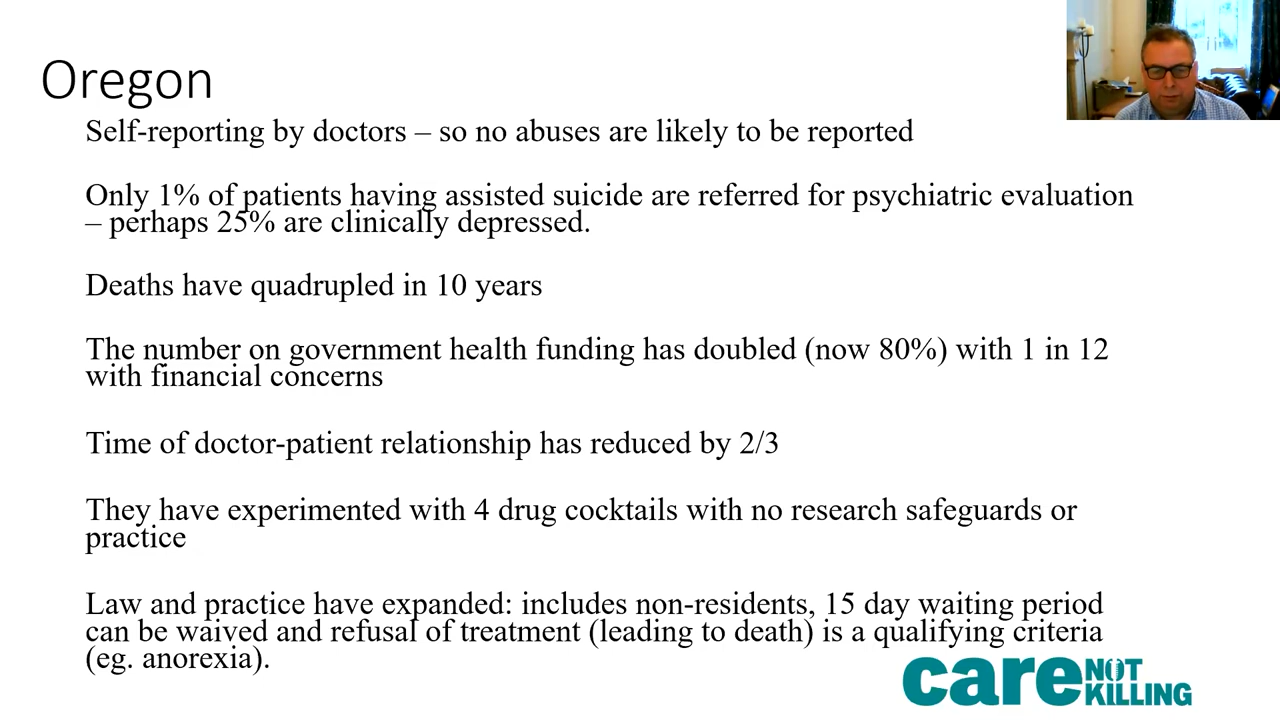 Oregon
Self-reporting by doctors – so no abuses are likely to be reported
Only 1% of patients having assisted suicide are referred for psychiatric evaluation
– perhaps 25% are clinically depressed.
Deaths have quadrupled in 10 years
The number on government health funding has doubled (now 80%) with 1 in 12
with financial concerns
Time of doctor-patient relationship has reduced by 2/3
They have experimented with 4 drug cocktails with no research safeguards or
practice
Law and practice have expanded: includes non-residents, 15 day waiting period
can be waived and refusal of treatment (leading to death) is a qualifying criteria
(eg. anorexia).
care NOT KILLING